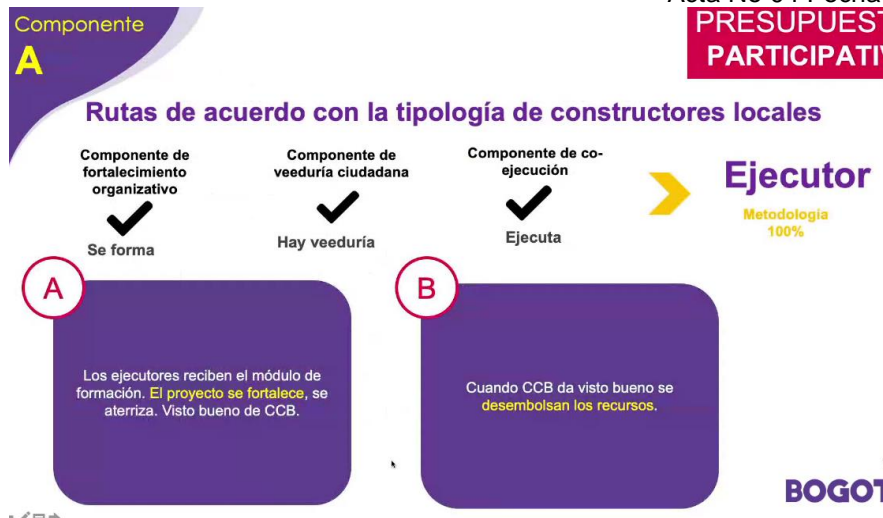 Componente
A
PRESUPUEST
PARTICIPATIV
Rutas de acuerdo con la tipología de constructores locales
Componente de
fortalecimiento
organizativo
Se forma
Componente de
veeduría ciudadana
Hay veeduría
Componente de co-
ejecución
Ejecuta
Ejecutor
Metodología
100%
A
Los ejecutores reciben el módulo de
formación. El proyecto se fortalece, se
aterriza. Visto bueno de CCB.
B
Cuando CCB da visto bueno se
desembolsan los recursos.
BOGOT